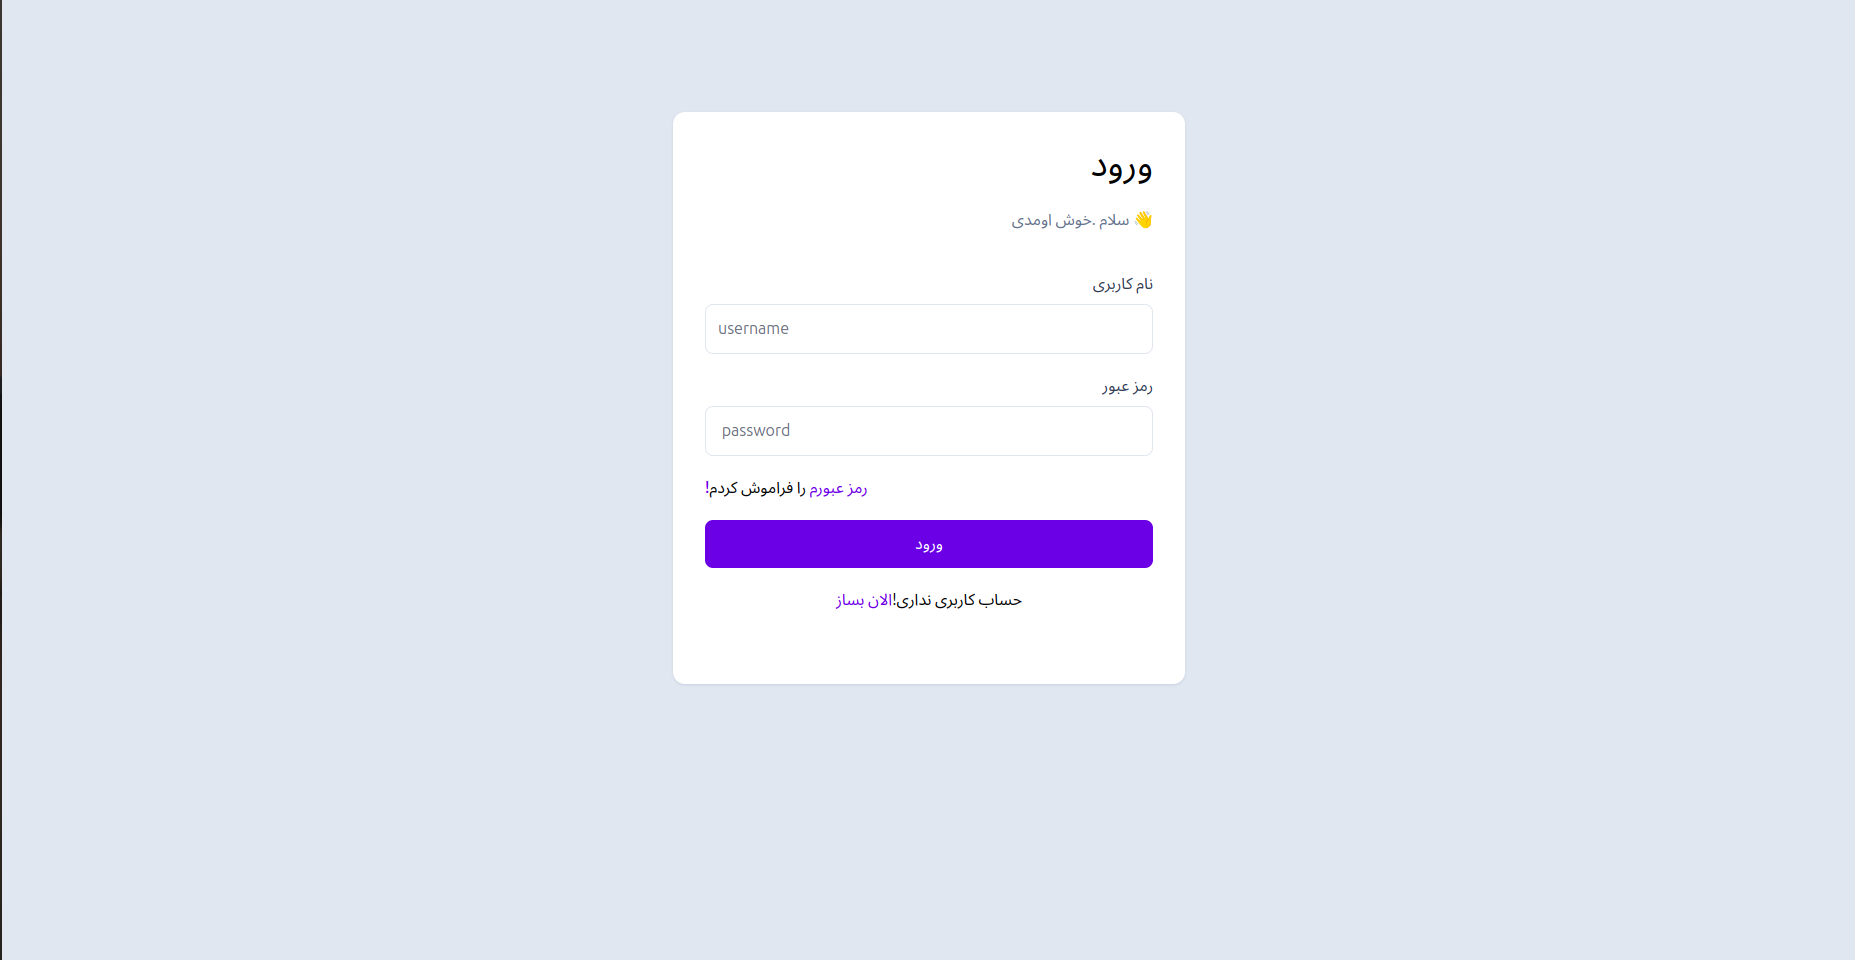 ورود
👋 سلام .خوش اومدی
نام کاربری
username
رمز عبور
password
رمز عبورم را فراموش کردم!
ورود
حساب کاربری نداری!الان بساز